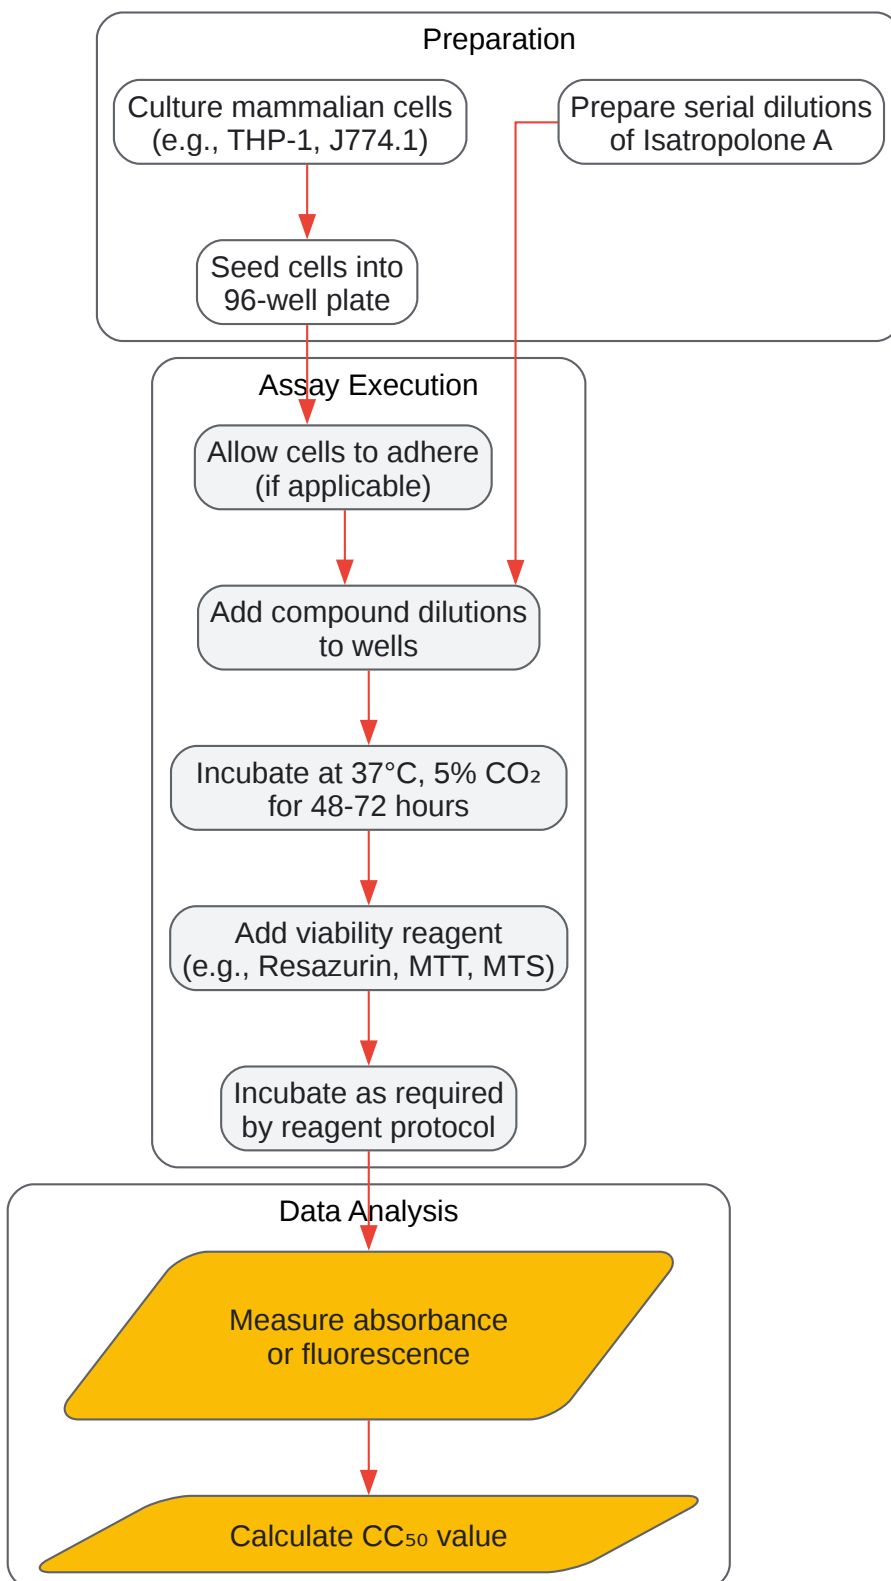 Preparation
Culture mammalian cells
(e.g., THP-1, J774.1)
Prepare serial dilutions
of Isatropolone A
Seed cells into
96-well plate
Assay Execution
Allow cells to adhere
(if applicable)
Add compound dilutions
to wells
Incubate at 37°C, 5% CO₂
for 48-72 hours
Add viability reagent
(e.g., Resazurin, MTT, MTS)
Incubate as required
by reagent protocol
Data Analysis
Measure absorbance
or fluorescence
Calculate CC₅₀ value